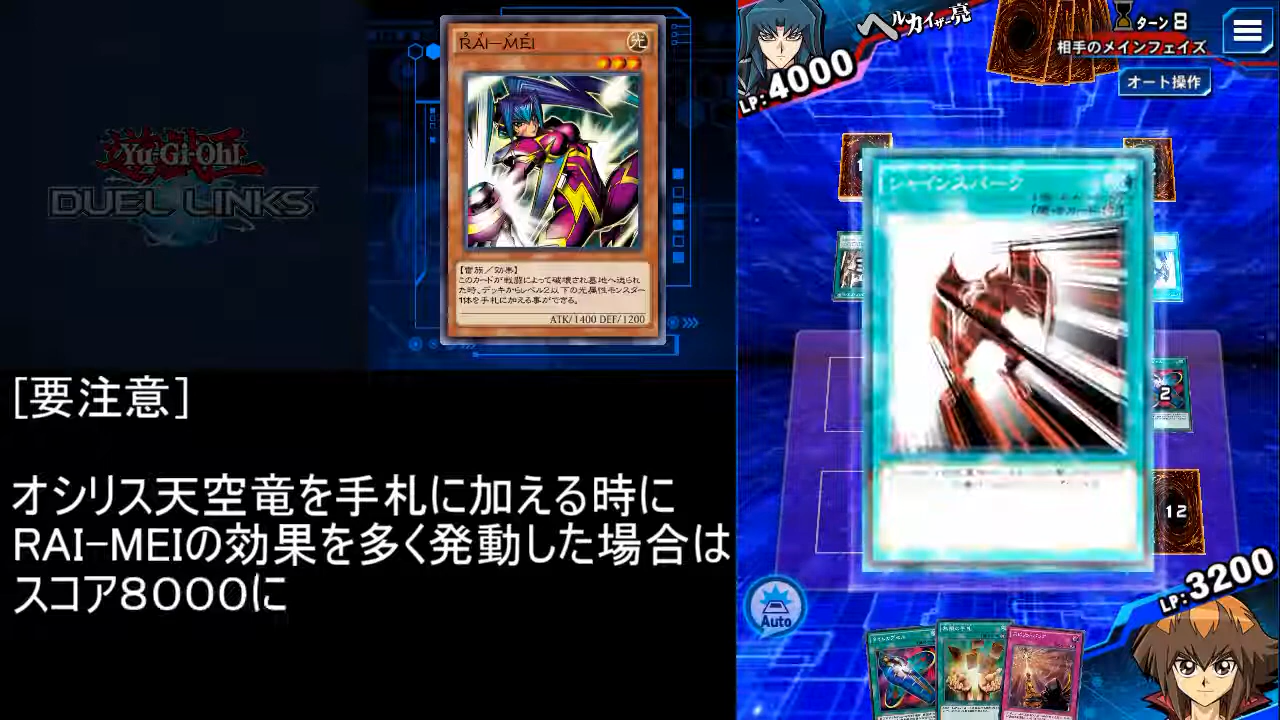 Yu-Gi-Oh!
DUEL LINKS
RAI-MEI
光
【雷族／効果】
このカードが戦闘によって破壊され墓地へ送られ
た時、デッキからレベル２以下の光属性モンスター
1体を手札に加える事ができる。
ATK/1400 DEF/1200
[要注意]
オシリス天空竜を手札に加える時に
RAI-MEIの効果を多く発動した場合は
スコア８０００に
ヘルカイザー亮
LP:4000
ターン 8
相手のメインフェイズ
オート操作
シャインスパーク
2
12
LP:3200
Auto